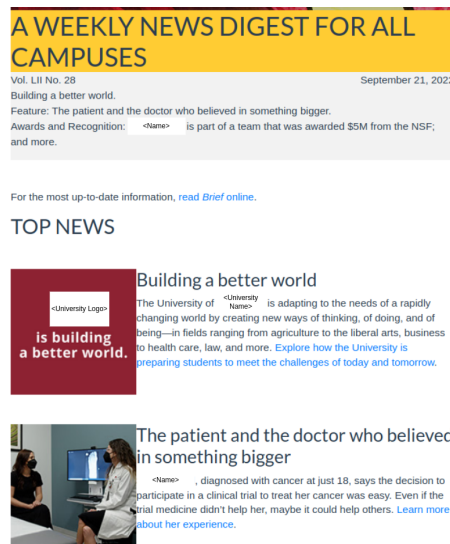 A WEEKLY NEWS DIGEST FOR ALL
CAMPUSES
Vol. LII No. 28 September 21, 2022
Building a better world.
Feature: The patient and the doctor who believed in something bigger.
Awards and Recognition: <Name> is part of a team that was awarded $5M from the NSF;
and more.
For the most up-to-date information, read Brief online.
TOP NEWS
<University Logo>
is building
a better world.
Building a better world
The University of <University Name> is adapting to the needs of a rapidly
changing world by creating new ways of thinking, of doing, and of
being—in fields ranging from agriculture to the liberal arts, business
to health care, law, and more. Explore how the University is
preparing students to meet the challenges of today and tomorrow.
The patient and the doctor who believed
in something bigger
<Name> , diagnosed with cancer at just 18, says the decision to
participate in a clinical trial to treat her cancer was easy. Even if the
trial medicine didn't help her, maybe it could help others. Learn more
about her experience.